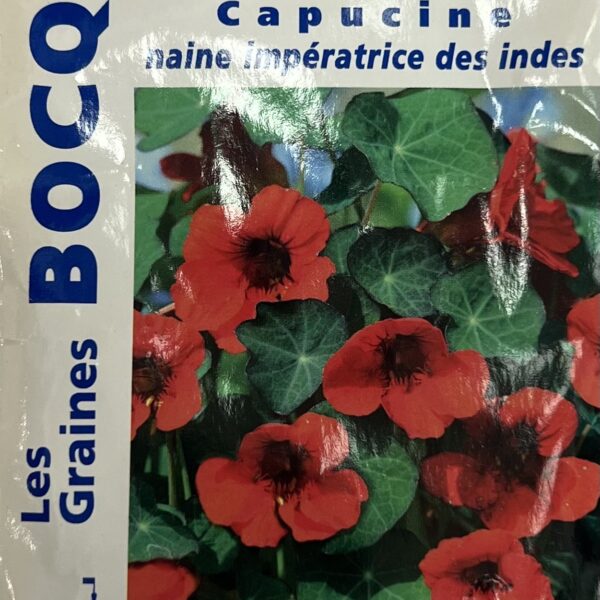 Capucine
naine impératrice des indes
Les
Graines
BOCQ